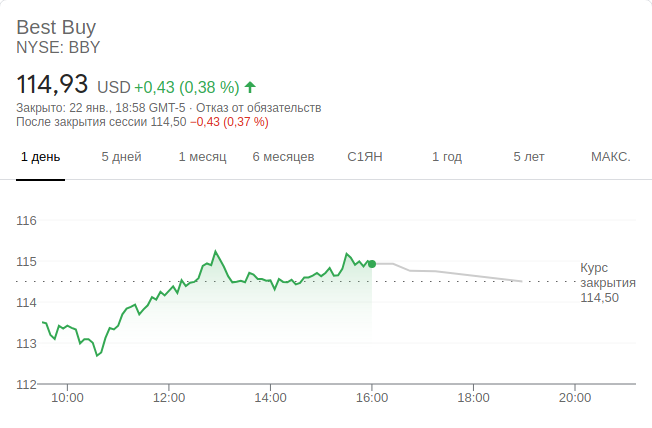 Best Buy
NYSE: BBY
114,93 USD +0,43 (0,38 %)
Закрыто: 22 янв., 18:58 GMT-5 · Отказ от обязательств
После закрытия сессии 114,50 −0,43 (0,37 %)
1 день 5 дней 1 месяц 6 месяцев С1ЯН 1 год 5 лет МАКС.
116
115
Курс
закрытия
114,50
114
113
112
10:00 12:00 14:00 16:00 18:00 20:00